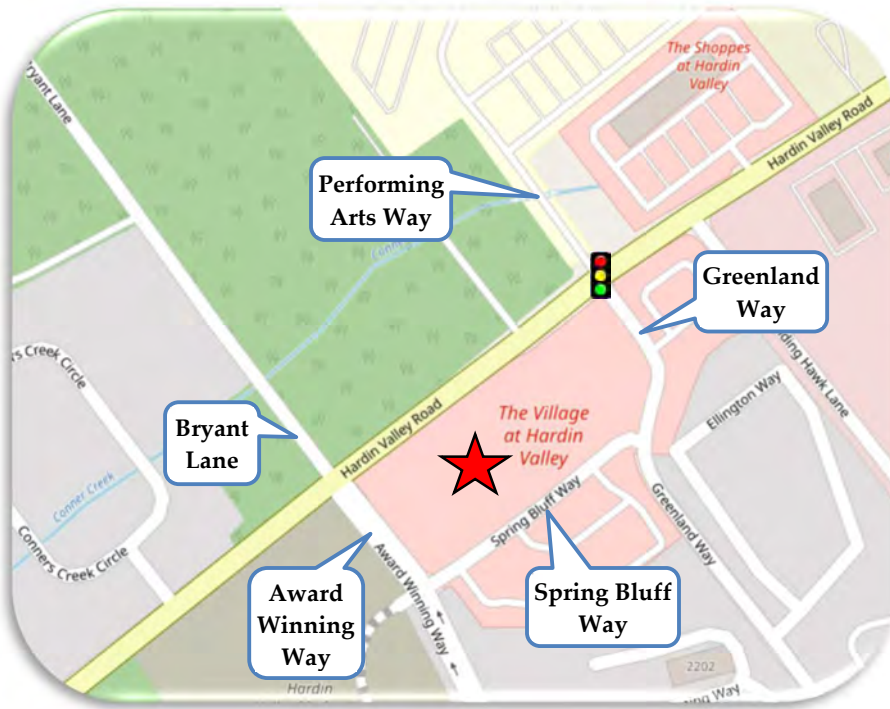 The Shoppes
at Hardin
Valley
Hardin Valley Road
Bryant Lane
Performing
Arts Way
Greenland
Way
Ellington Way
The Village
at Hardin
Valley
Bryant
Lane
Hardin Valley Road
Conner Creek
Conners Creek Circle
Spring Bluff Way
Greenland Way
Award Winning Way
Award
Winning
Way
Spring Bluff
Way
2202
Hardin
Way